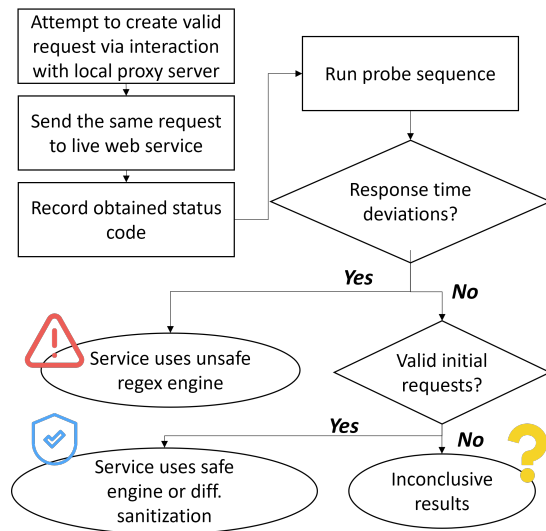 Attempt to create valid
request via interaction
with local proxy server
Send the same request
to live web service
Record obtained status
code
Run probe sequence
Response time
deviations?
Yes
No
Service uses unsafe
regex engine
Valid initial
requests?
Yes
No
Service uses safe
engine or diff.
sanitization
Inconclusive
results
?